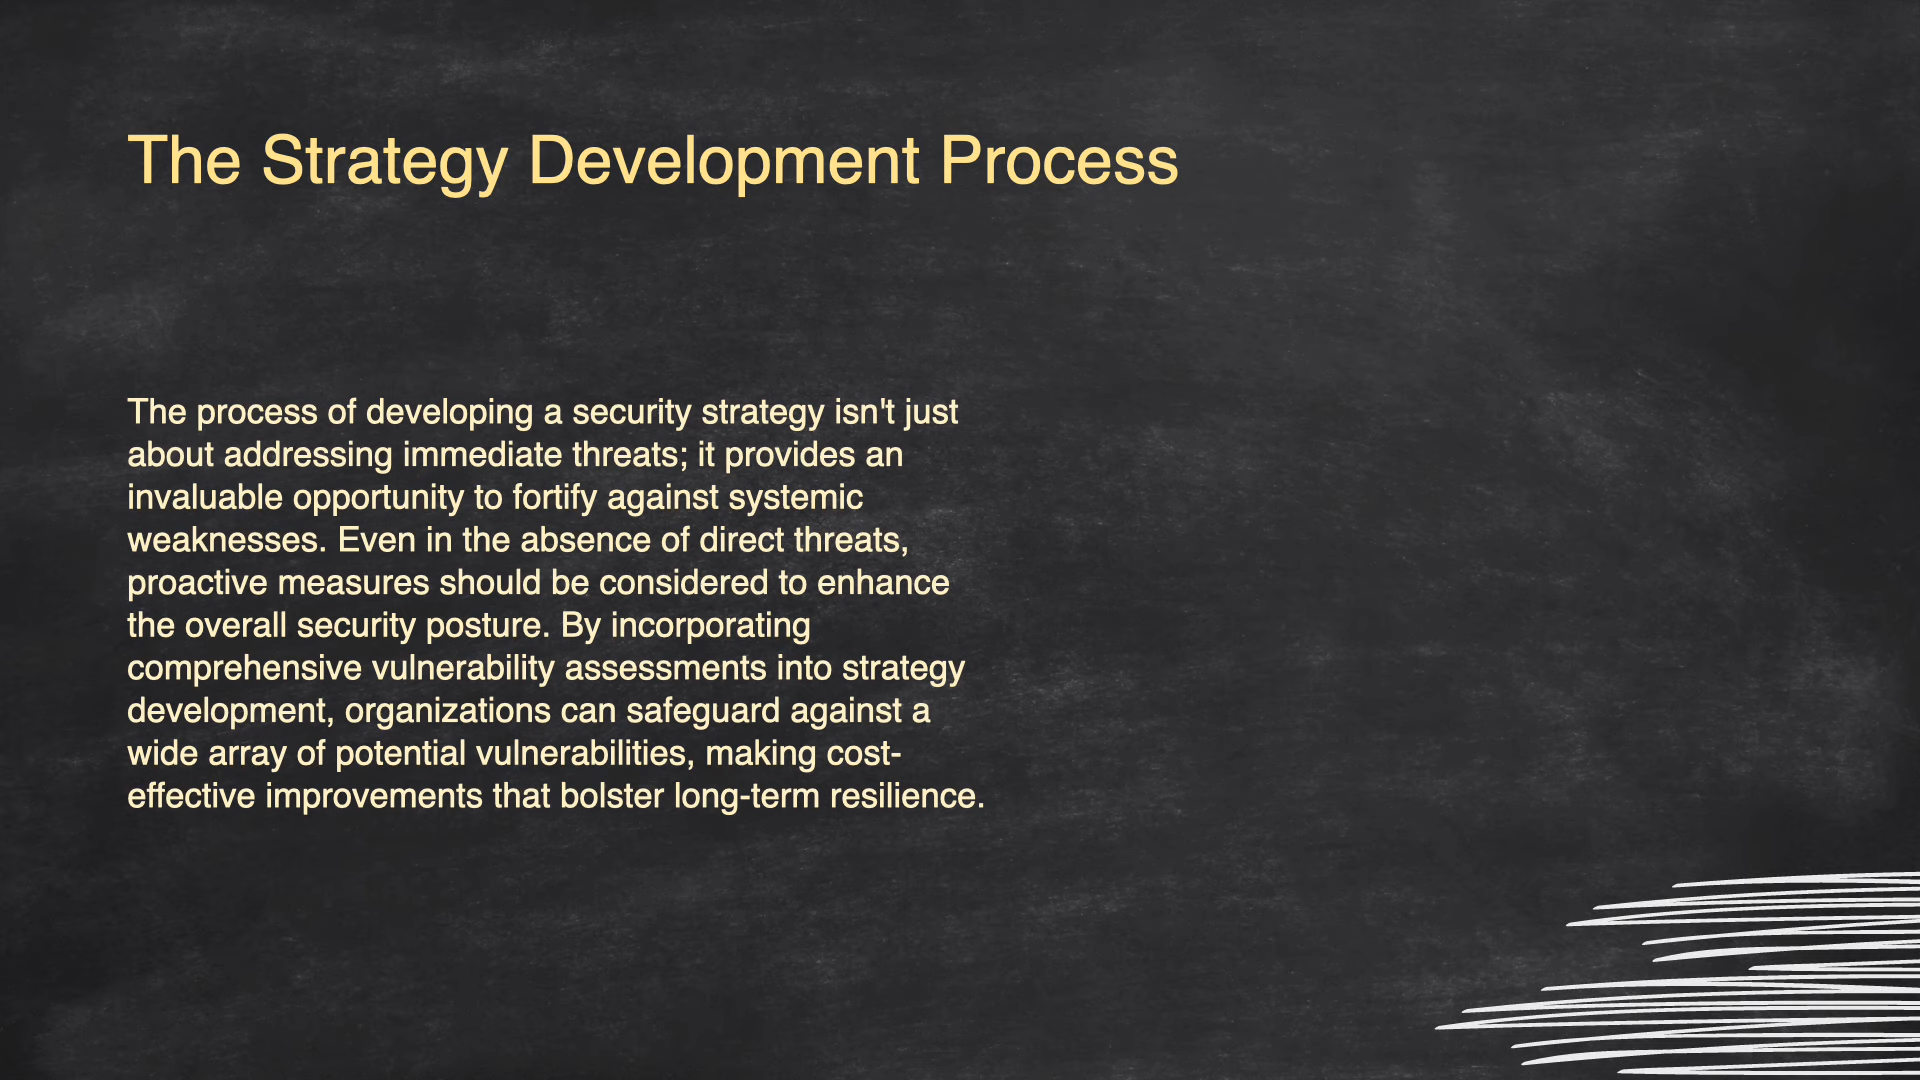 The Strategy Development Process
The process of developing a security strategy isn't just
about addressing immediate threats; it provides an
invaluable opportunity to fortify against systemic
weaknesses. Even in the absence of direct threats,
proactive measures should be considered to enhance
the overall security posture. By incorporating
comprehensive vulnerability assessments into strategy
development, organizations can safeguard against a
wide array of potential vulnerabilities, making cost-
effective improvements that bolster long-term resilience.